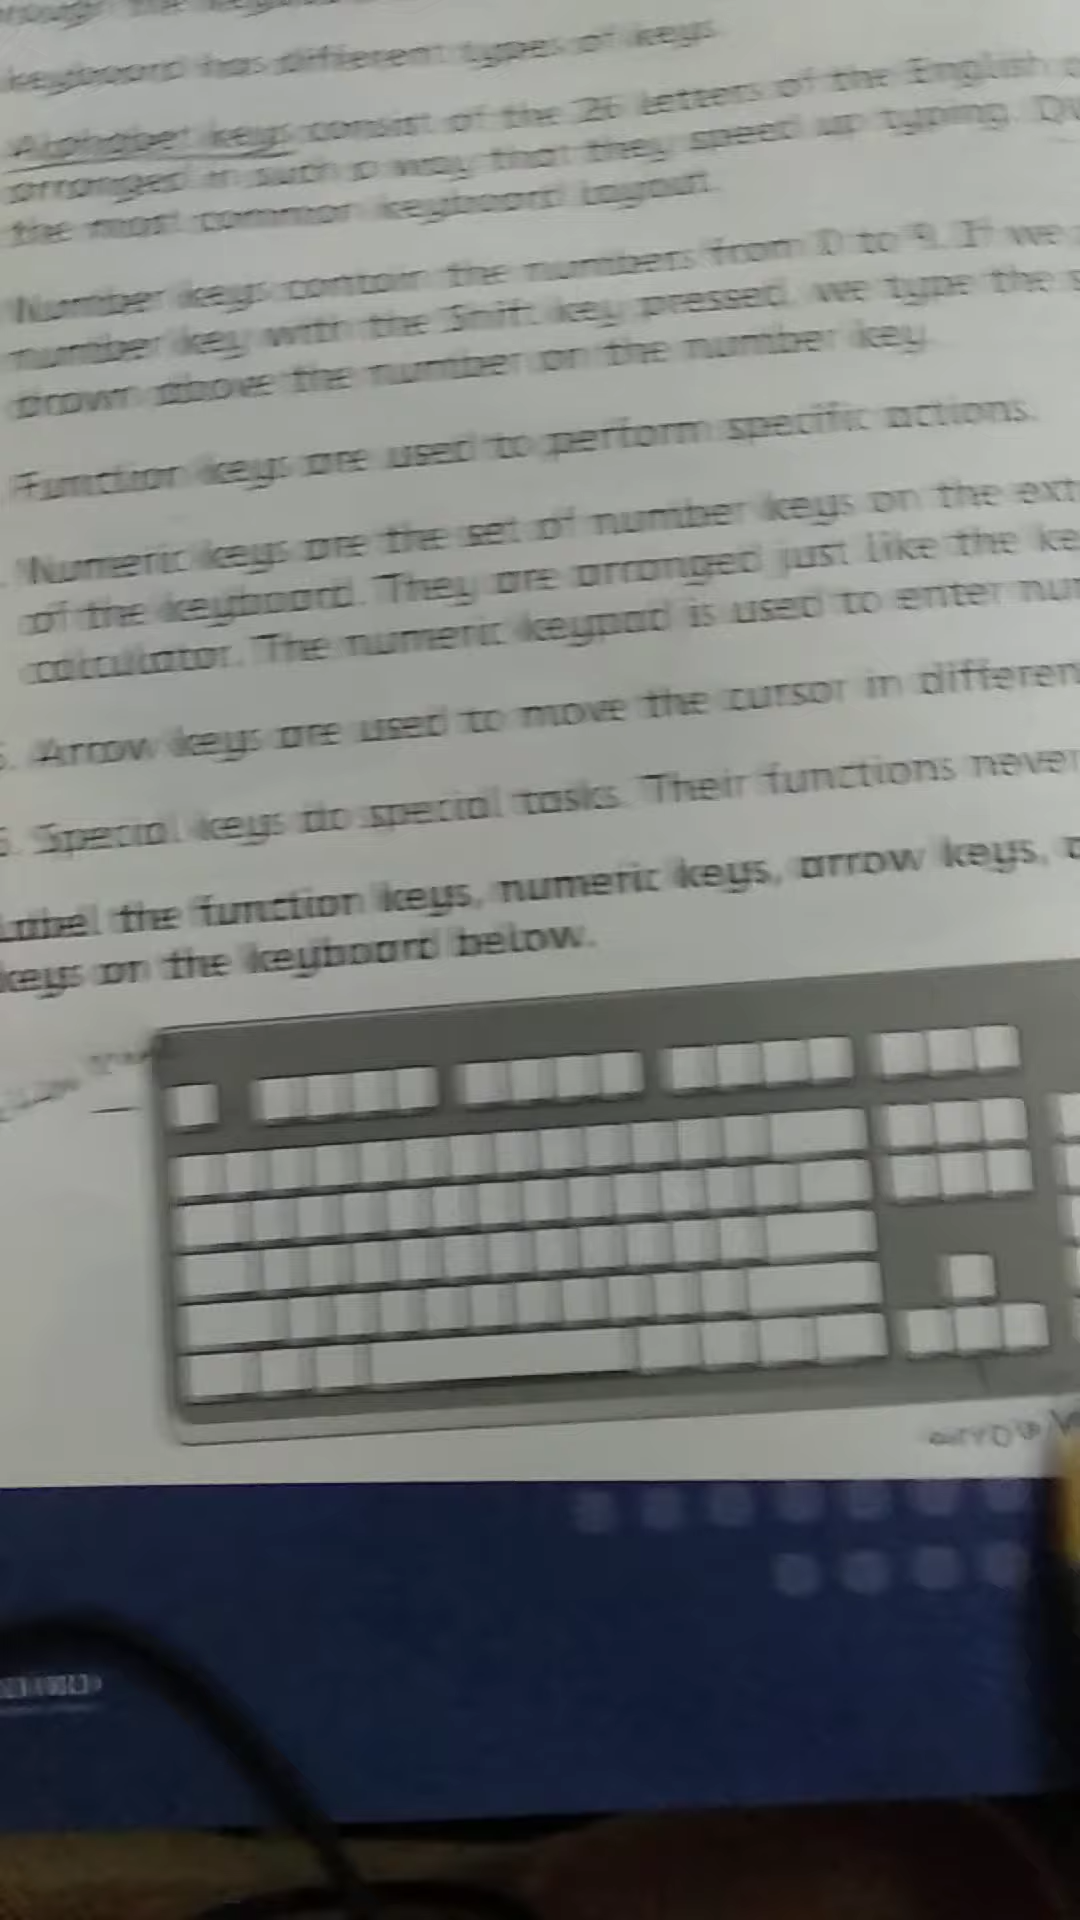 keyboard has different types of keys.
Alphabet keys consist of the 26 letters of the English
arranged in such a way that they speed up typing.
the most common keyboard layout.
Number keys contain the numbers from 0 to 9. If we
number key with the Shift key pressed, we type the
drawn above the number on the number key.
Function keys are used to perform specific actions.
Numeric keys are the set of number keys on the
of the keyboard. They are arranged just like the
calculator. The numeric keypad is used to enter
Arrow keys are used to move the cursor in
Special keys do special tasks. Their functions
Label the function keys, numeric keys, arrow keys,
keys on the keyboard below.
arrow